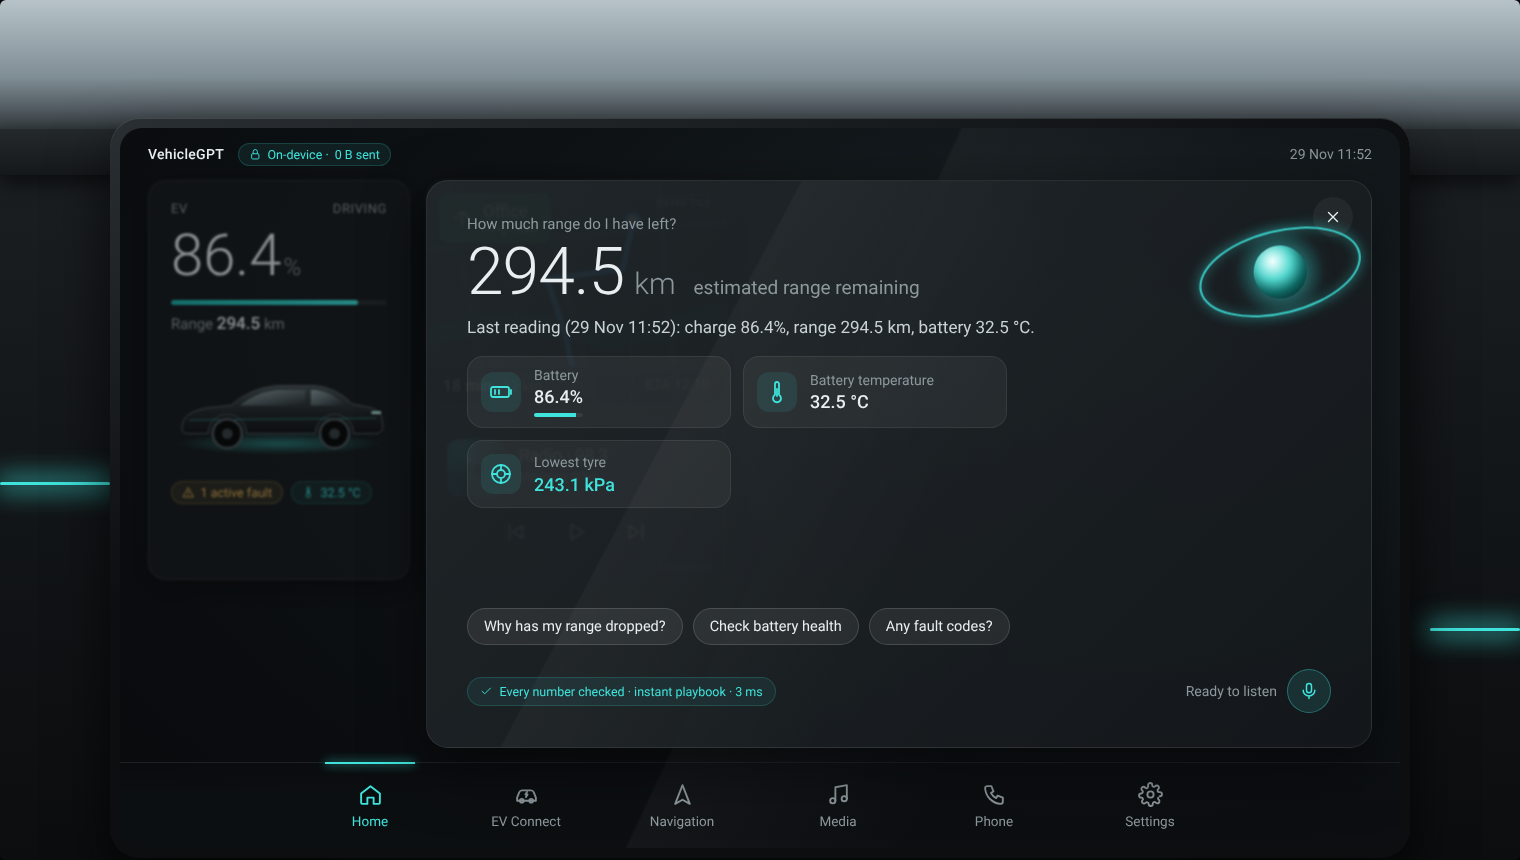 VehicleGPT
On-device · 0 B sent
29 Nov 11:52
EV
DRIVING
86.4%
Range 294.5 km
1 active fault
32.5 °C
How much range do I have left?
294.5 km estimated range remaining
Last reading (29 Nov 11:52): charge 86.4%, range 294.5 km, battery 32.5 °C.
Battery
86.4%
Battery temperature
32.5 °C
Lowest tyre
243.1 kPa
Why has my range dropped?
Check battery health
Any fault codes?
Every number checked · instant playbook · 3 ms
Ready to listen
Home
EV Connect
Navigation
Media
Phone
Settings